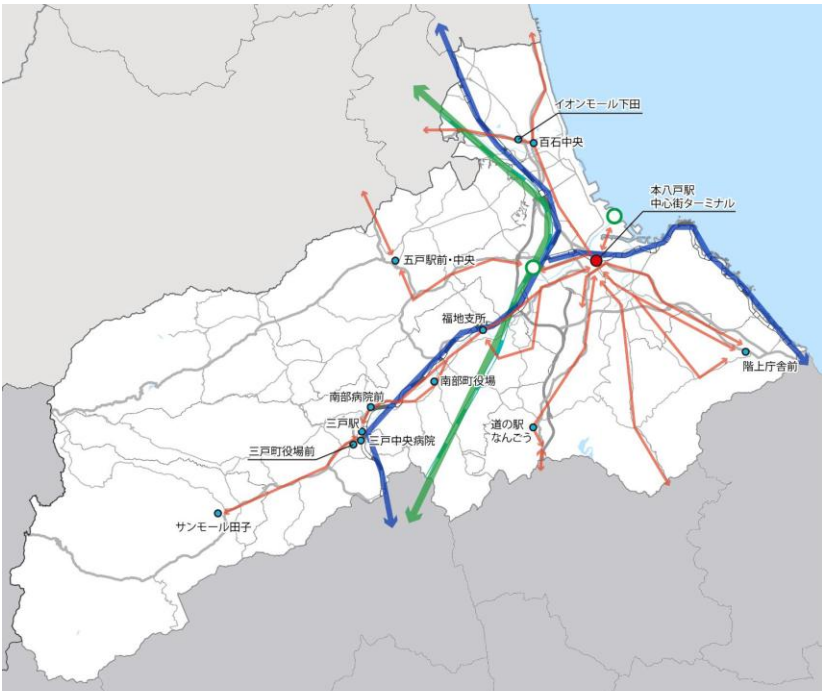 イオンモール下田
百石中央
本八戸駅
中心街ターミナル
五戸駅前・中央
福地支所
階上庁舎前
南部町役場
南部病院前
三戸駅
道の駅
なんごう
三戸中央病院
三戸町役場前
サンモール田子